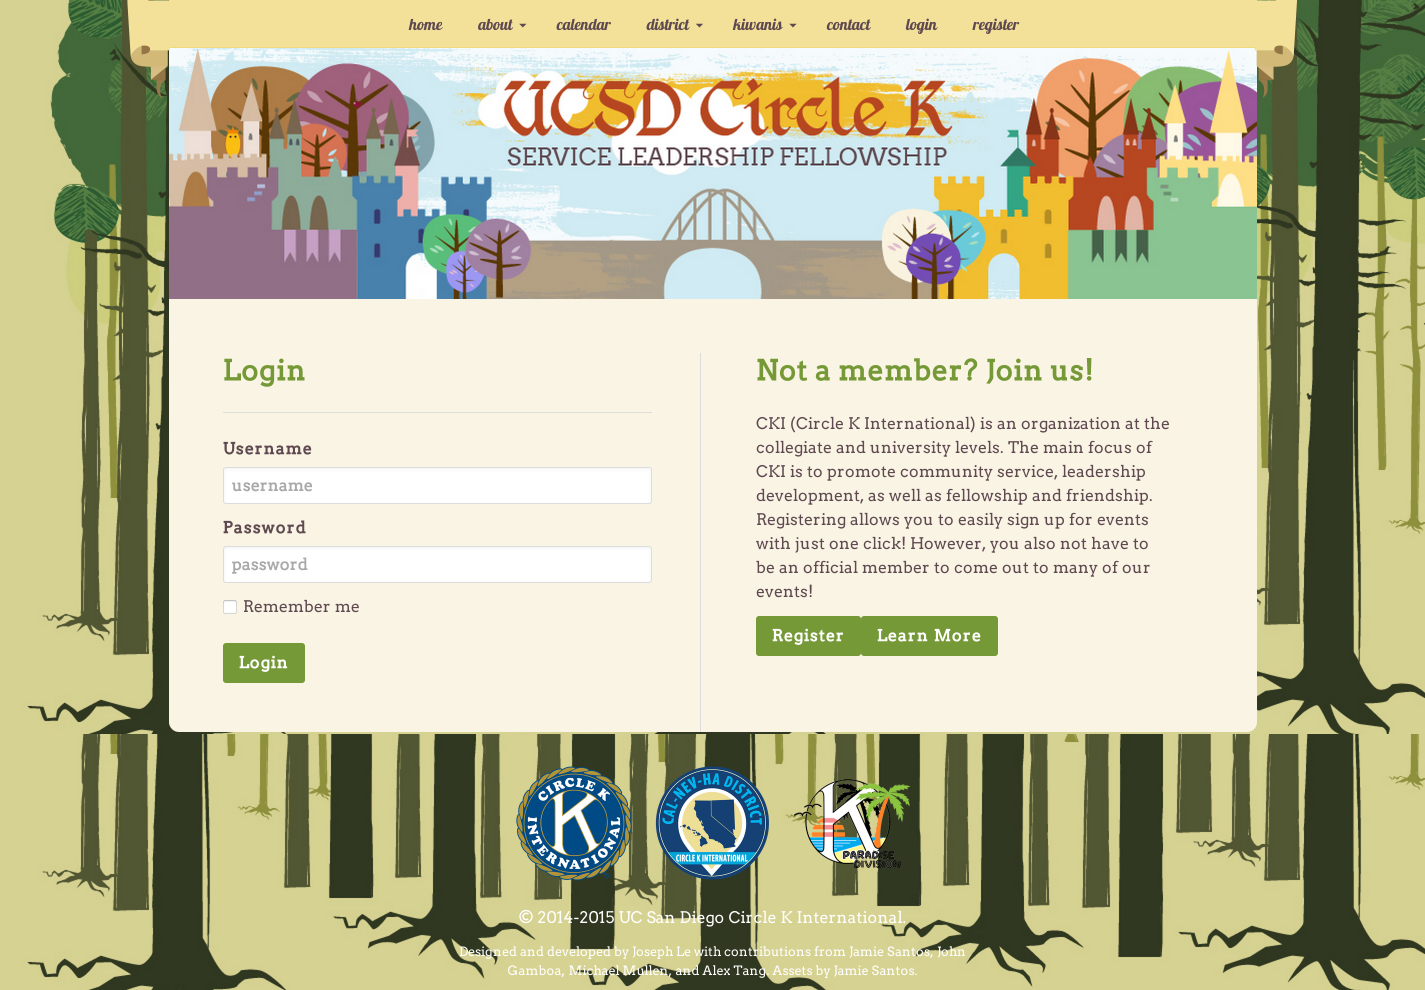 home about calendar district kiwanis contact login register
UCSD Circle K
SERVICE LEADERSHIP FELLOWSHIP
Login
Username
username
Password
password
Remember me
Login
Not a member? Join us!
CKI (Circle K International) is an organization at the
collegiate and university levels. The main focus of
CKI is to promote community service, leadership
development, as well as fellowship and friendship.
Registering allows you to easily sign up for events
with just one click! However, you also not have to
be an official member to come out to many of our
events!
Register Learn More
CIRCLE K
K
INTERNATIONAL
CAL-NEV-HA DISTRICT
CIRCLE K INTERNATIONAL
K
PARADISE
DIVISION
© 2014-2015 UC San Diego Circle K International.
Designed and developed by Joseph Le with contributions from Jamie Santos, John
Gamboa, Michael Mullen, and Alex Tang. Assets by Jamie Santos.